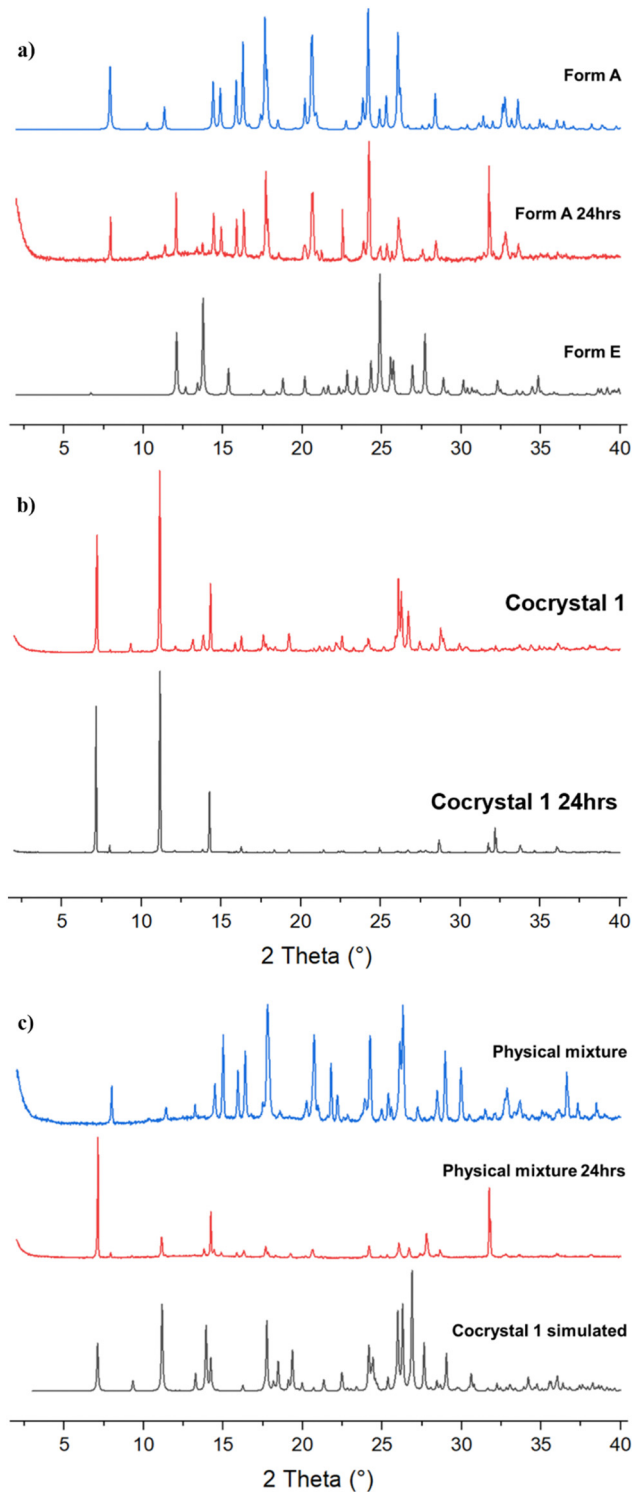 a)
Form A
Form A 24hrs
Form E
5 10 15 20 25 30 35 40
b)
Cocrystal 1
Cocrystal 1 24hrs
5 10 15 20 25 30 35 40
2 Theta (°)
c)
Physical mixture
Physical mixture 24hrs
Cocrystal 1 simulated
5 10 15 20 25 30 35 40
2 Theta (°)